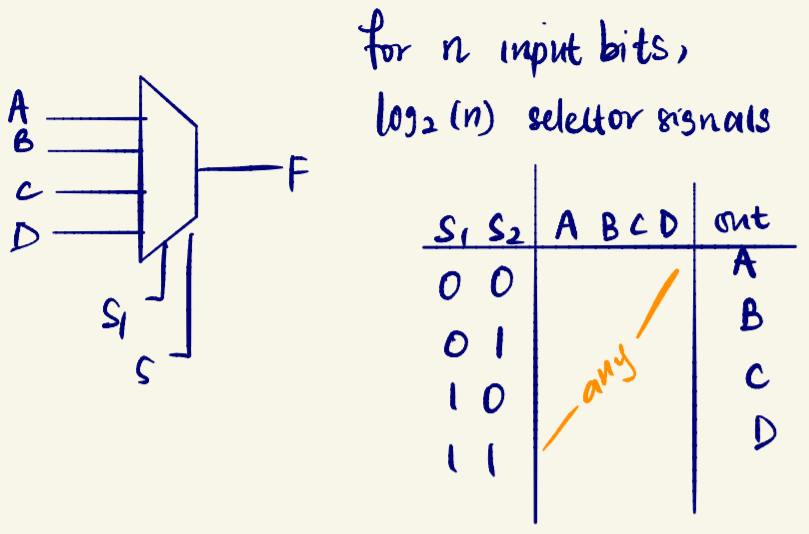 for n input bits,
log₂(n) selector signals
A
B
C
D
F
S₁
S
S₁ S₂ A B C D out
0 0 A
0 1 B
any
1 0 C
1 1 D